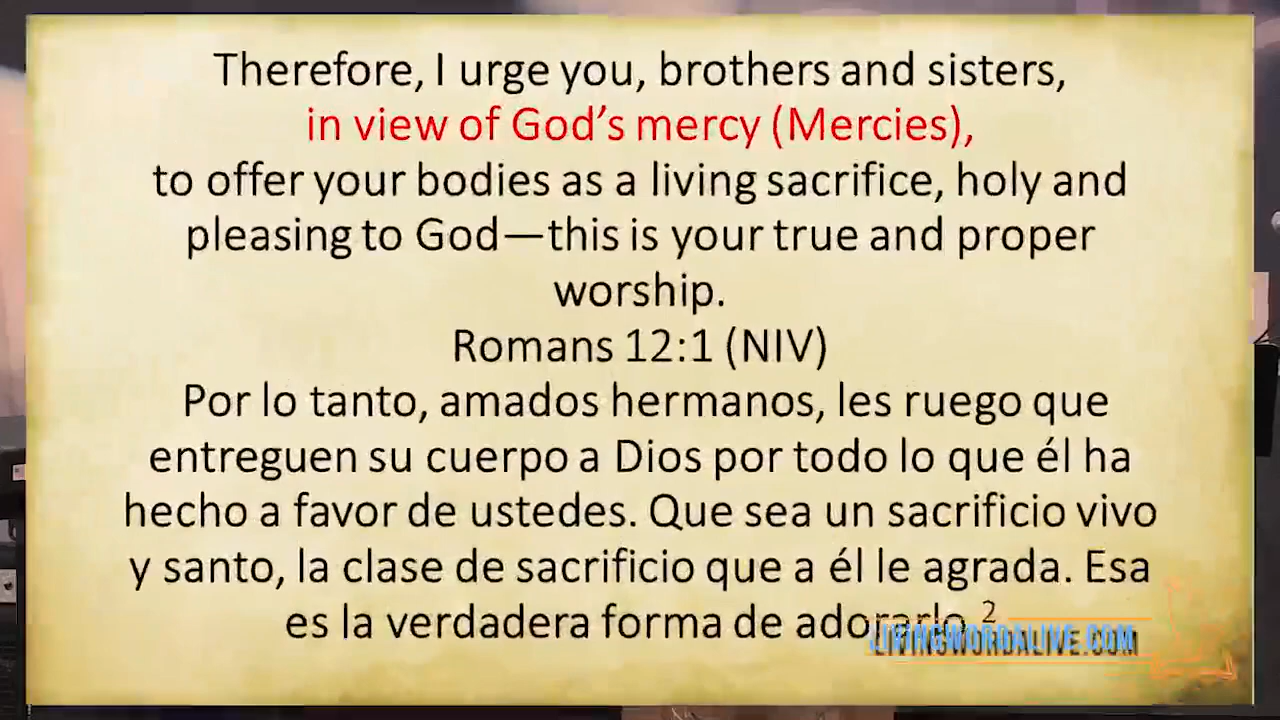 Therefore, I urge you, brothers and sisters,
in view of God’s mercy (Mercies),
to offer your bodies as a living sacrifice, holy and
pleasing to God—this is your true and proper
worship.
Romans 12:1 (NIV)
Por lo tanto, amados hermanos, les ruego que
entreguen su cuerpo a Dios por todo lo que él ha
hecho a favor de ustedes. Que sea un sacrificio vivo
y santo, la clase de sacrificio que a él le agrada. Esa
es la verdadera forma de adorarlo.2
LIVINGWORDALIVE.COM